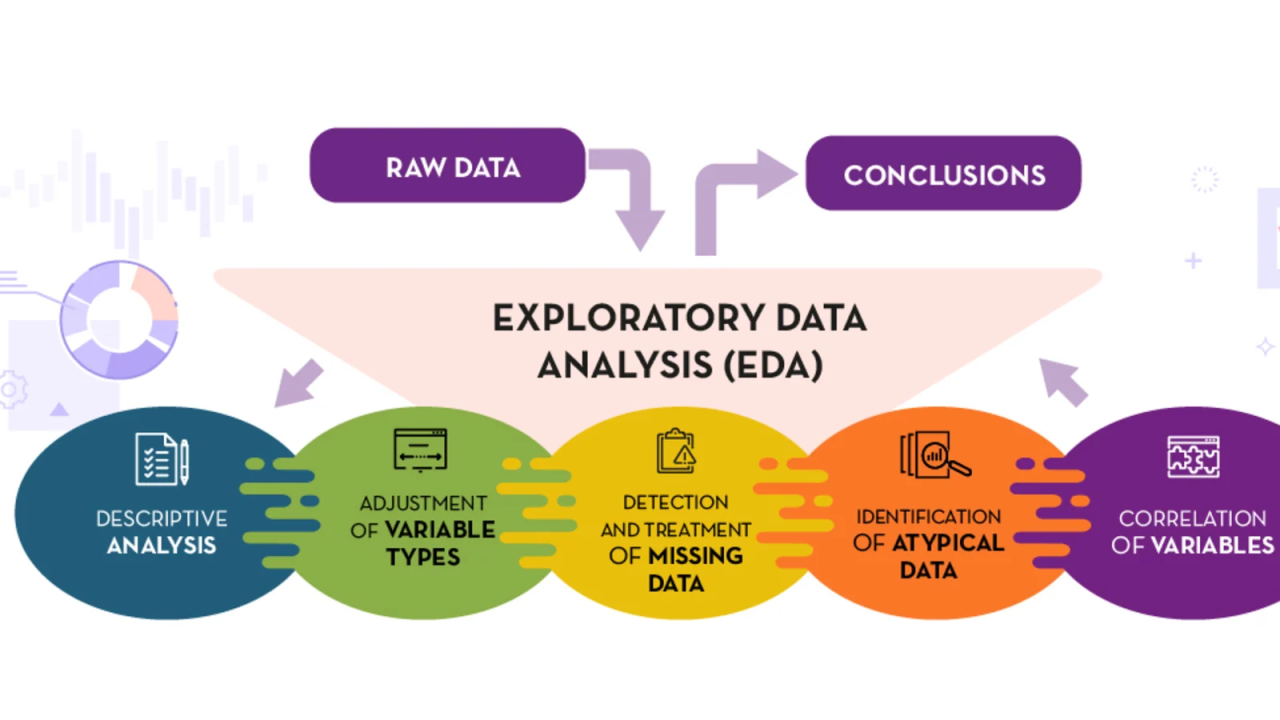 RAW DATA
CONCLUSIONS
EXPLORATORY DATA
ANALYSIS (EDA)
DESCRIPTIVE
ANALYSIS
ADJUSTMENT
OF VARIABLE
TYPES
DETECTION
AND TREATMENT
OF MISSING
DATA
IDENTIFICATION
OF ATYPICAL
DATA
CORRELATION
OF VARIABLES